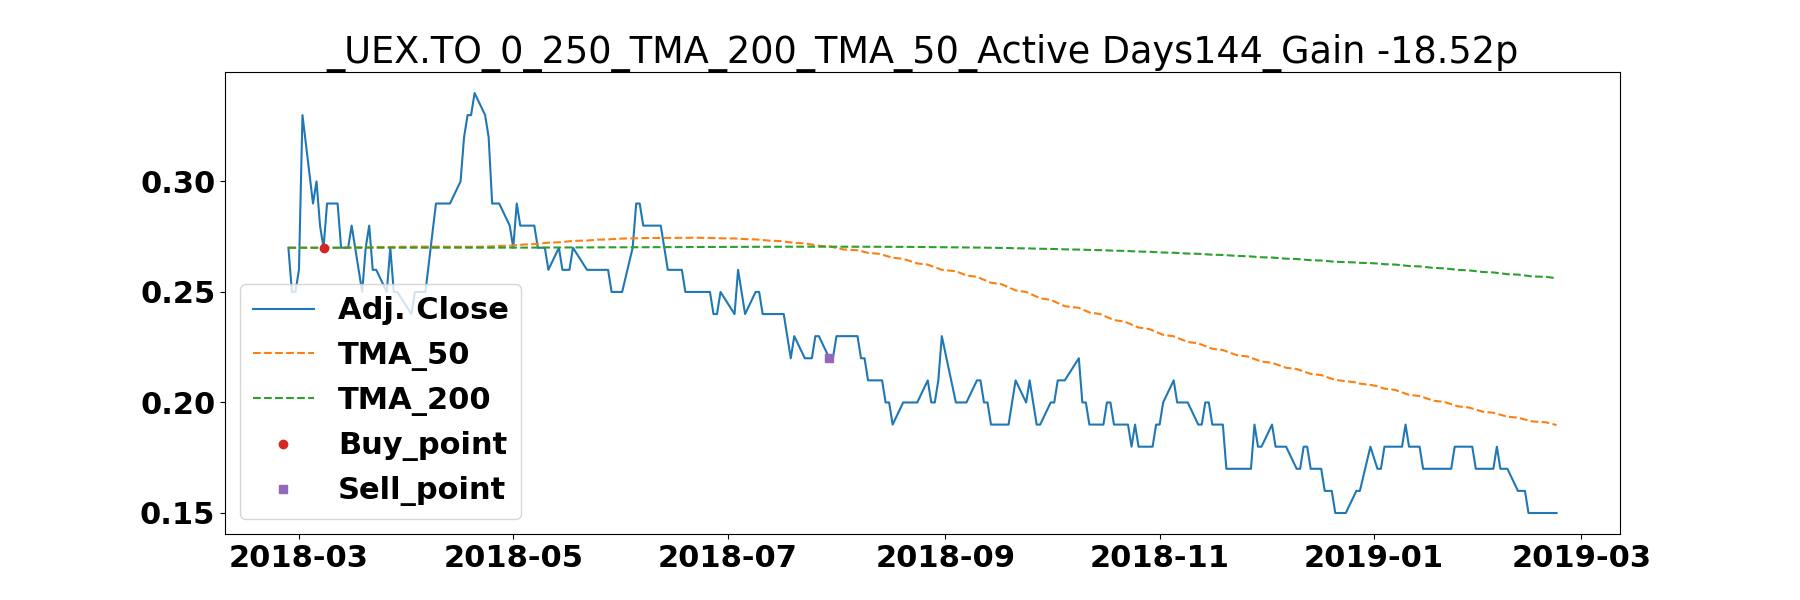 _UEX.TO_0_250_TMA_200_TMA_50_Active Days144_Gain -18.52p
0.30
0.25
0.20
0.15
Adj. Close
TMA_50
TMA_200
Buy_point
Sell_point
2018-03 2018-05 2018-07 2018-09 2018-11 2019-01 2019-03